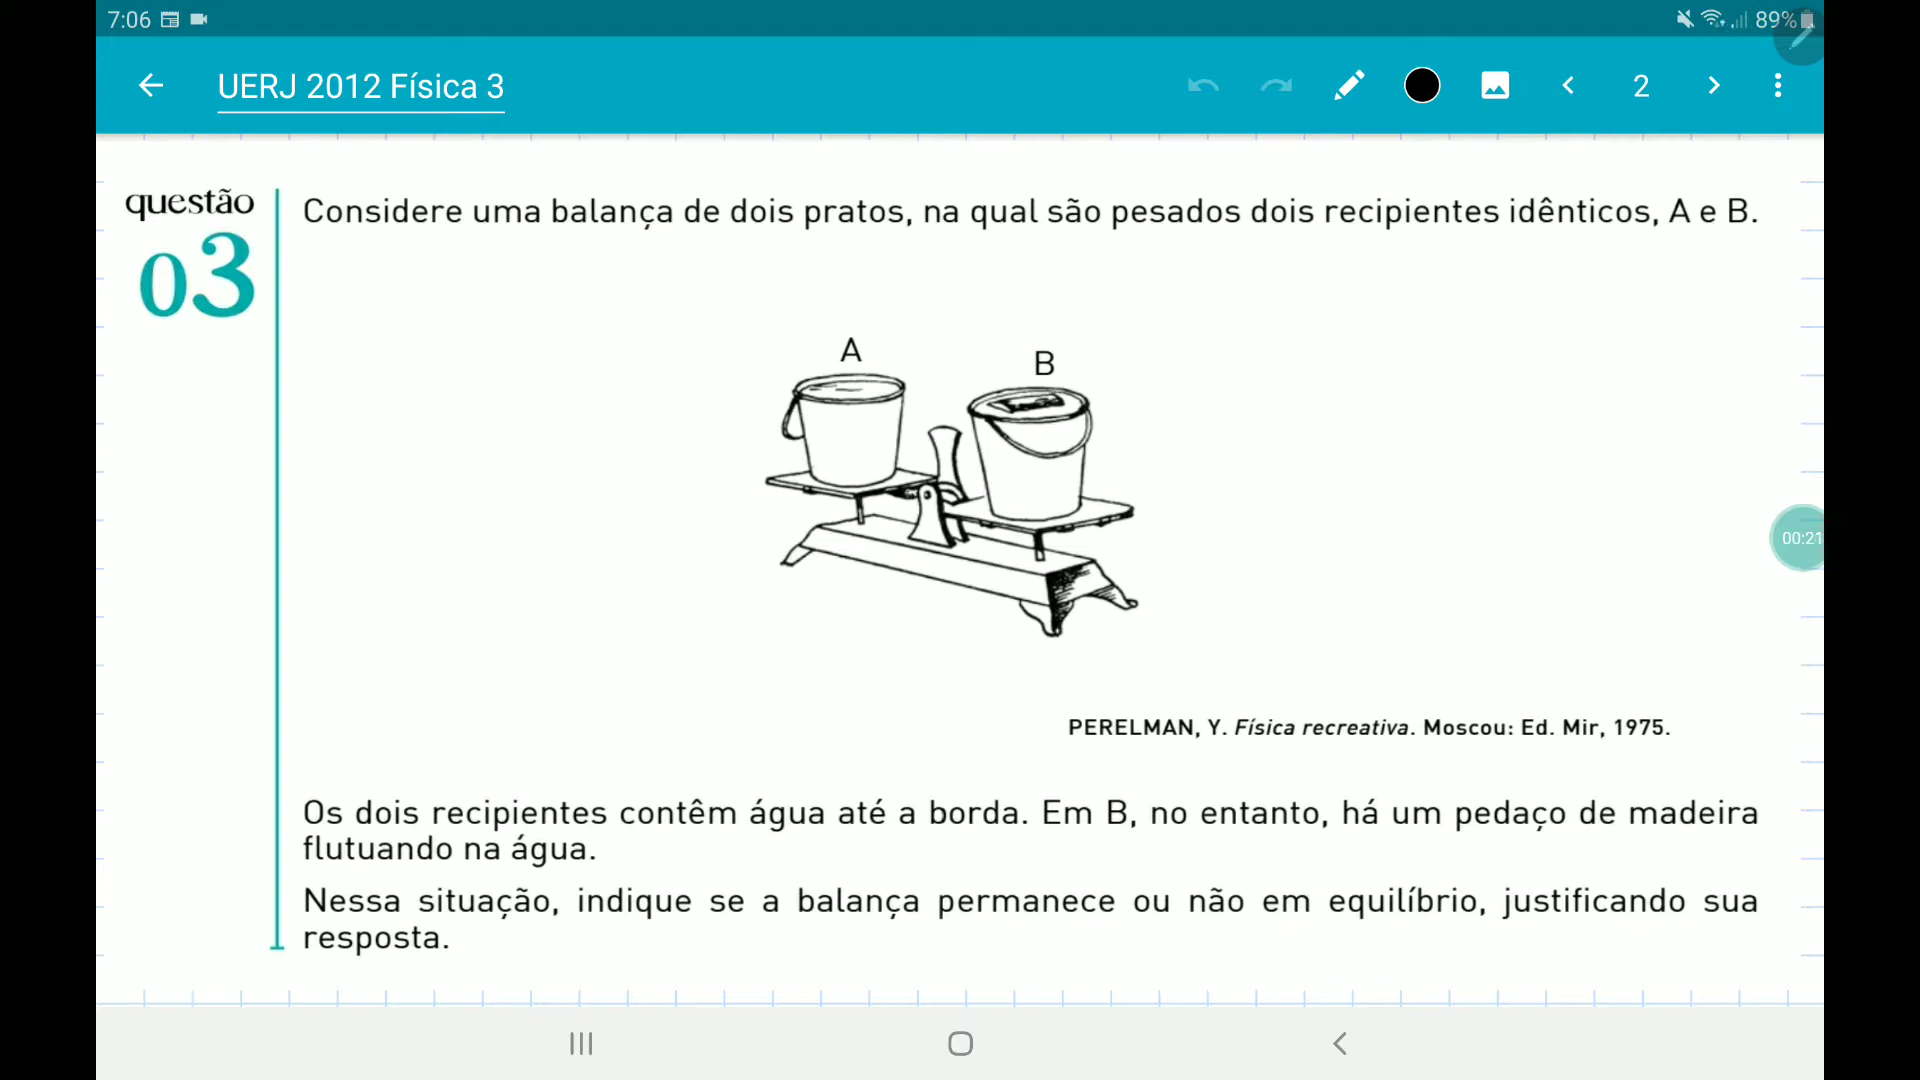 7:06
89%
UERJ 2012 Física 3
2
questão
03
Considere uma balança de dois pratos, na qual são pesados dois recipientes idênticos, A e B.
A
B
00:21
PERELMAN, Y. Física recreativa. Moscou: Ed. Mir, 1975.
Os dois recipientes contêm água até a borda. Em B, no entanto, há um pedaço de madeira
flutuando na água.
Nessa situação, indique se a balança permanece ou não em equilíbrio, justificando sua
resposta.